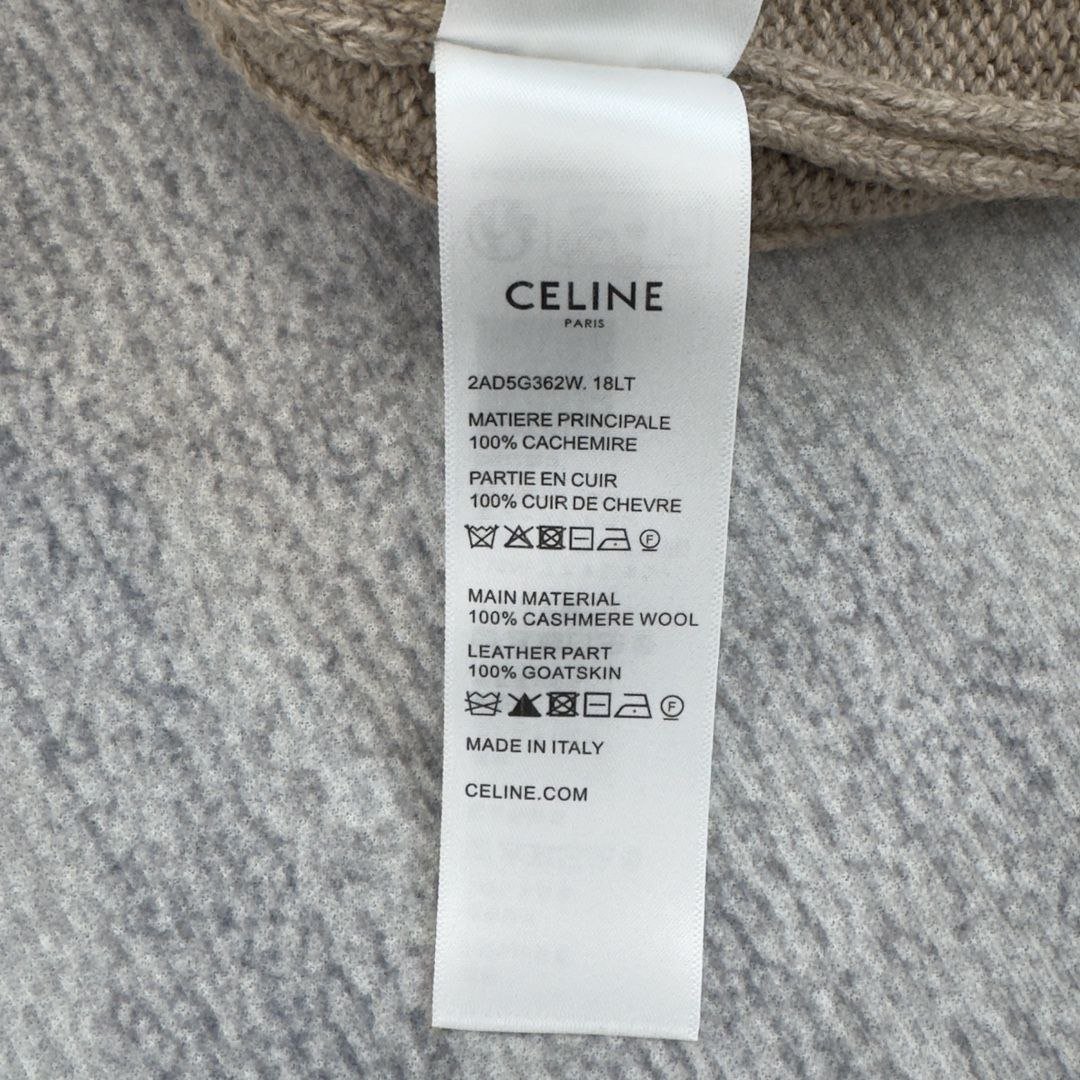 CELINE
PARIS
2AD5G362W. 18LT
MATIERE PRINCIPALE
100% CACHEMIRE
PARTIE EN CUIR
100% CUIR DE CHEVRE
F
MAIN MATERIAL
100% CASHMERE WOOL
LEATHER PART
100% GOATSKIN
F
MADE IN ITALY
CELINE.COM